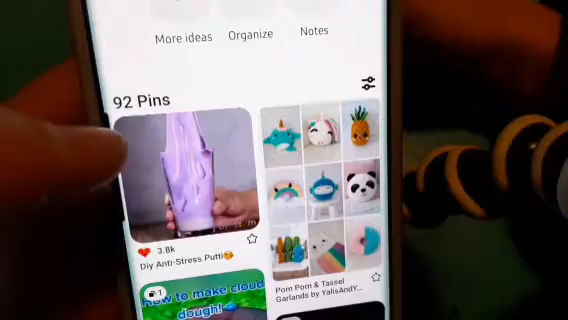 More ideas
Organize
Notes
92 Pins
3.8k
Diy Anti-Stress Putti
Pom Pom & Tassel
Garlands by YalisAndY...
1
How to make cloud
dough!